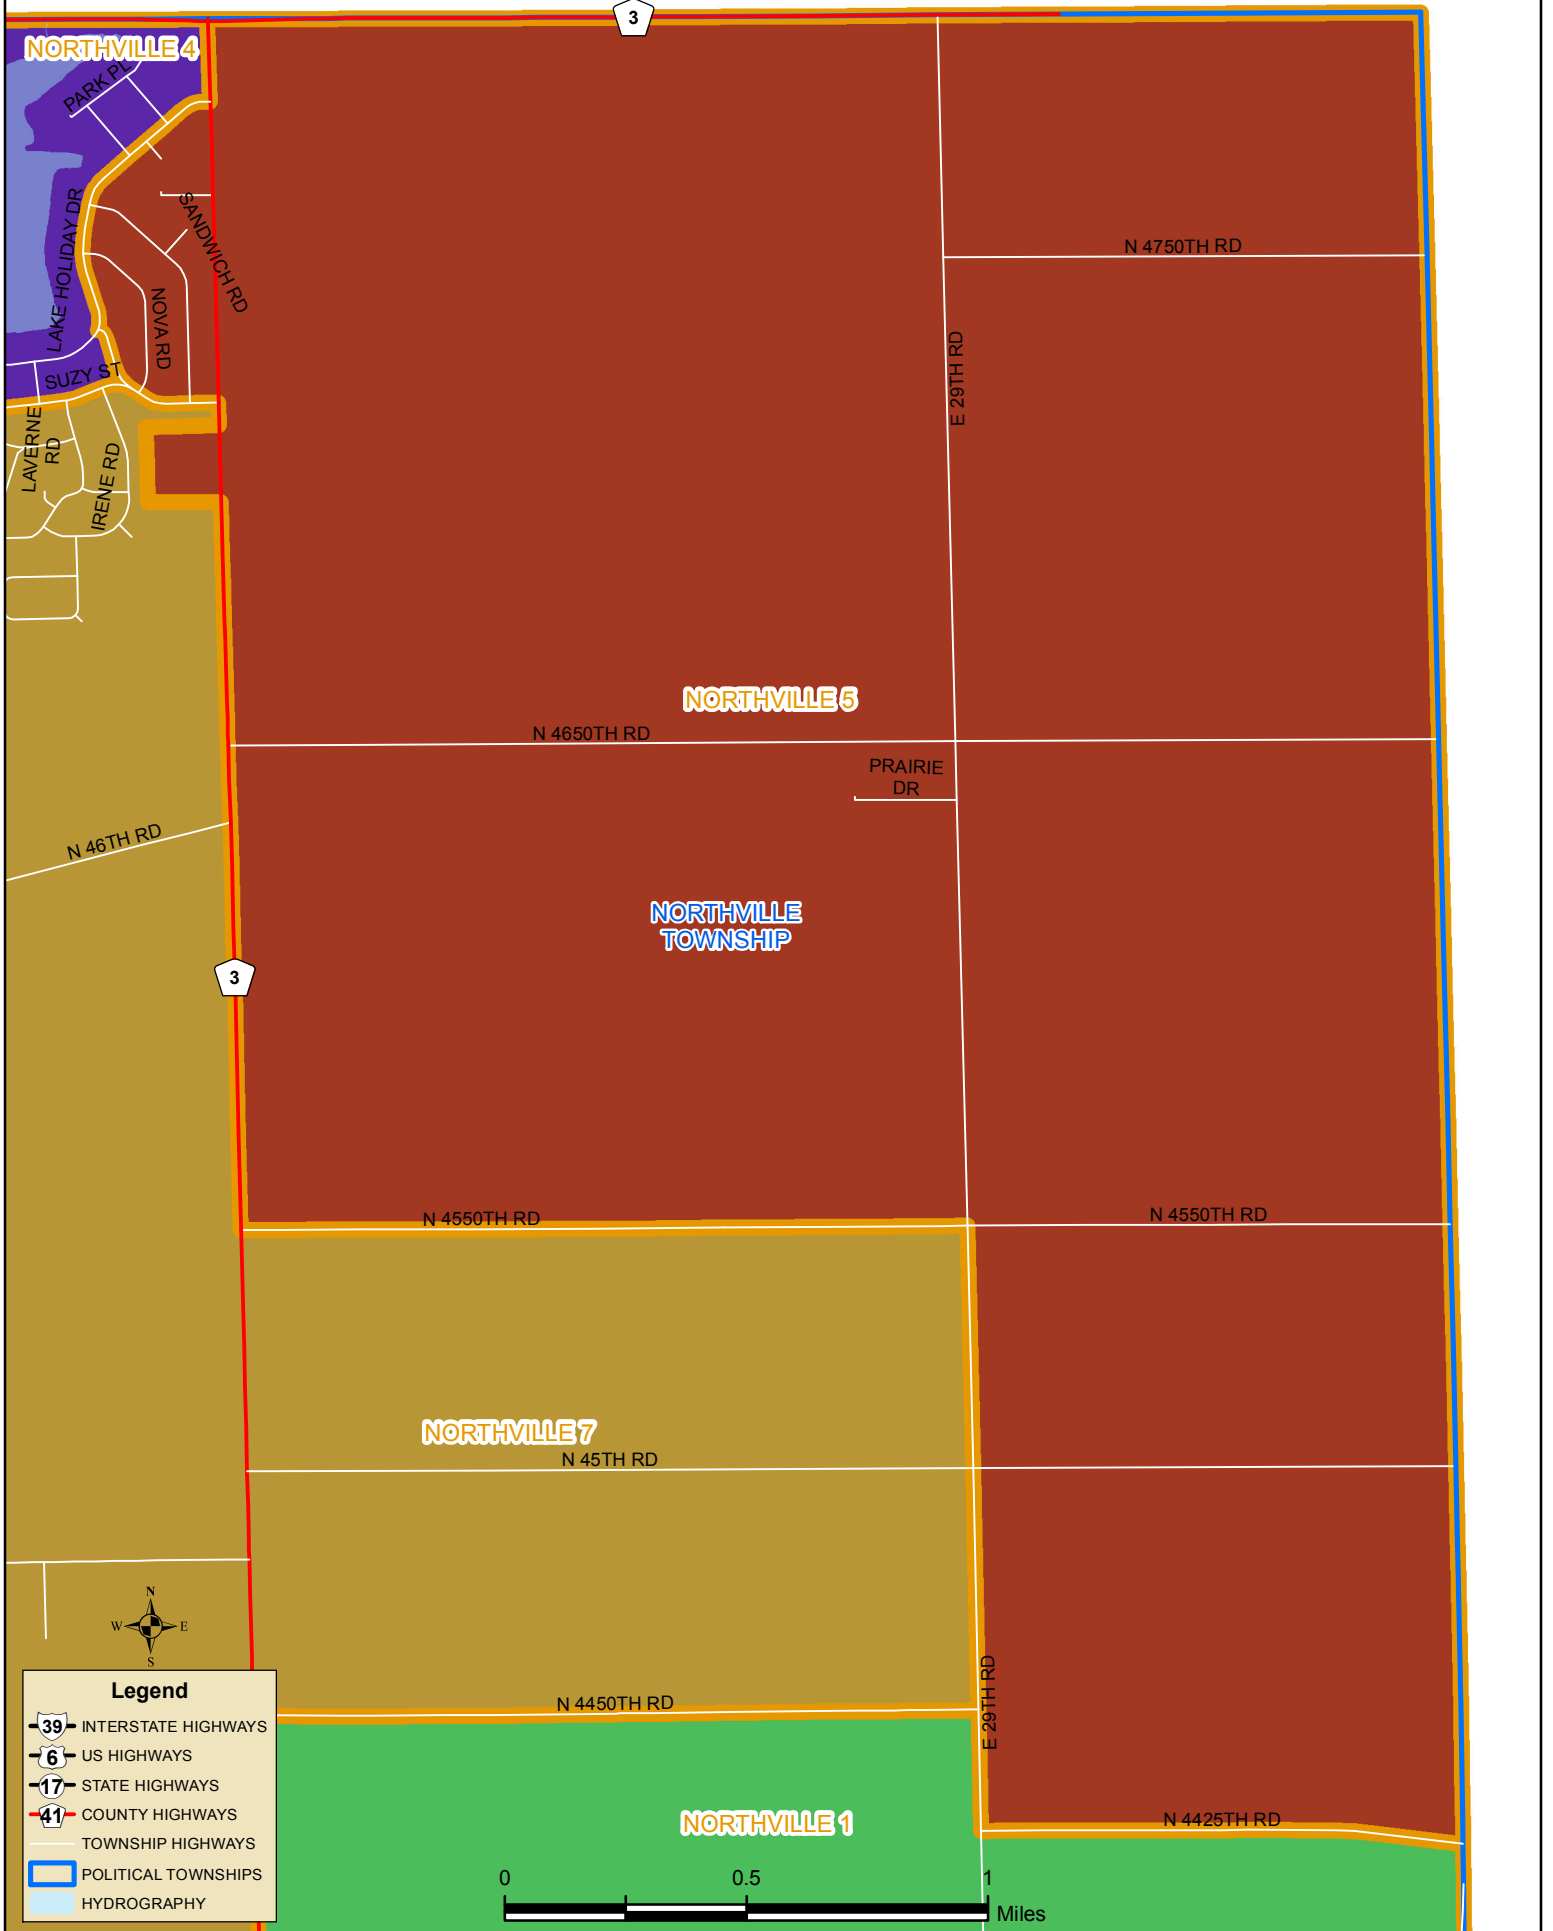 3
NORTHVILLE 4
PARK PL
LAKE HOLIDAY DR
SANDWICH RD
NOVA RD
SUZY ST
LAVERNE
RD
IRENE RD
N 4750TH RD
E 29TH RD
NORTHVILLE 5
N 4650TH RD
PRAIRIE
DR
N 46TH RD
NORTHVILLE
TOWNSHIP
3
N 4550TH RD
N 4550TH RD
NORTHVILLE 7
N 45TH RD
N
W E
S
N 4450TH RD
E 29TH RD
NORTHVILLE 1
N 4425TH RD
Legend
39 INTERSTATE HIGHWAYS
6 US HIGHWAYS
17 STATE HIGHWAYS
41 COUNTY HIGHWAYS
TOWNSHIP HIGHWAYS
POLITICAL TOWNSHIPS
HYDROGRAPHY
0 0.5 1
Miles